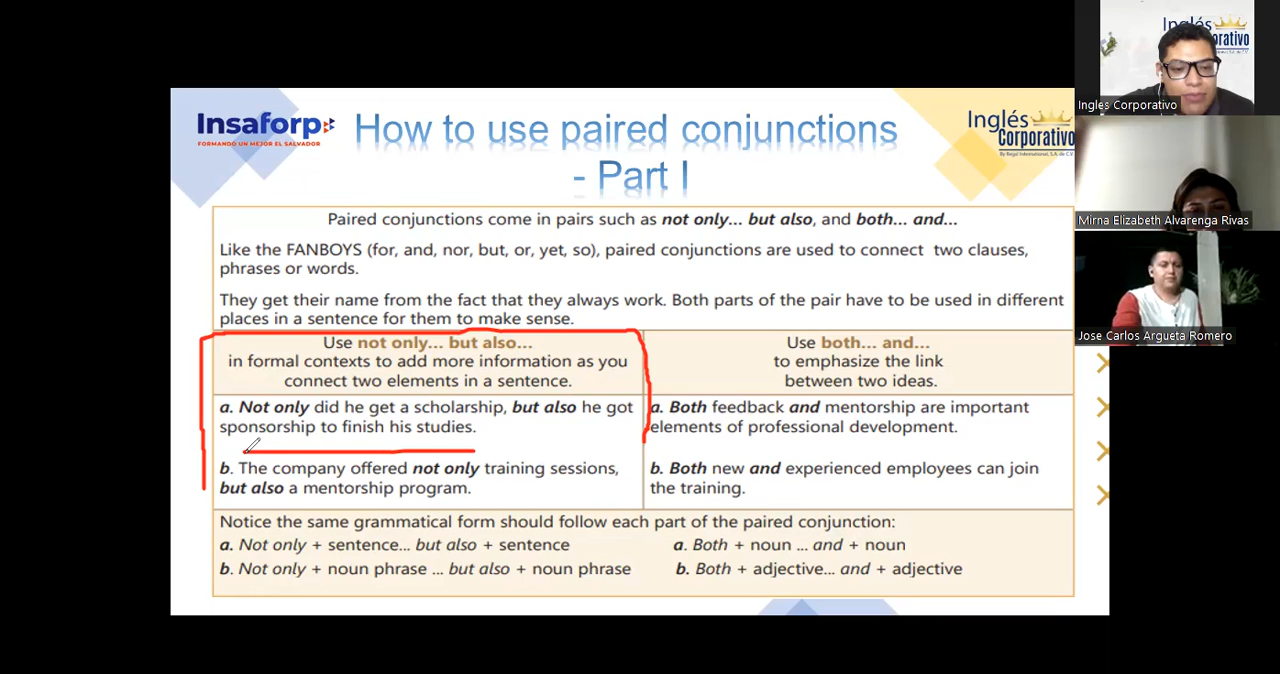 Insaforp
FORMANDO UN MEJOR EL SALVADOR
How to use paired conjunctions
- Part I
Inglés
Corporativo
By Regal International, S.A. de C.V.
Paired conjunctions come in pairs such as not only... but also, and both... and...
Like the FANBOYS (for, and, nor, but, or, yet, so), paired conjunctions are used to connect two clauses,
phrases or words.
They get their name from the fact that they always work. Both parts of the pair have to be used in different
places in a sentence for them to make sense.
Use not only... but also...
in formal contexts to add more information as you
connect two elements in a sentence.
Use both... and...
to emphasize the link
between two ideas.
a. Not only did he get a scholarship, but also he got
sponsorship to finish his studies.
b. The company offered not only training sessions,
but also a mentorship program.
a. Both feedback and mentorship are important
elements of professional development.
b. Both new and experienced employees can join
the training.
Notice the same grammatical form should follow each part of the paired conjunction:
a. Not only + sentence... but also + sentence
b. Not only + noun phrase ... but also + noun phrase
a. Both + noun ... and + noun
b. Both + adjective... and + adjective
Inglés
orativo
Ingles Corporativo
Mirna Elizabeth Alvarenga Rivas
Jose Carlos Argueta Romero